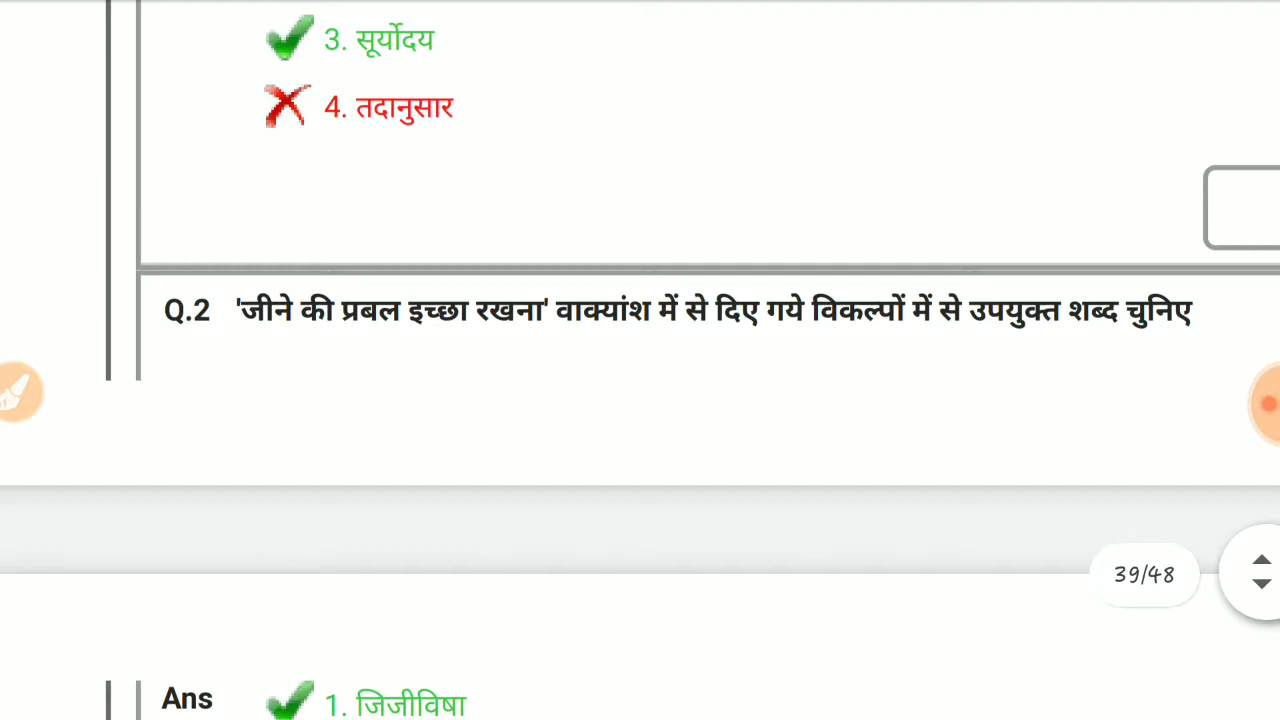 3. सूर्योदय
4. तदानुसार
Q.2 'जीने की प्रबल इच्छा रखना' वाक्यांश में से दिए गये विकल्पों में से उपयुक्त शब्द चुनिए
39/48
Ans 1. जिजीविषा